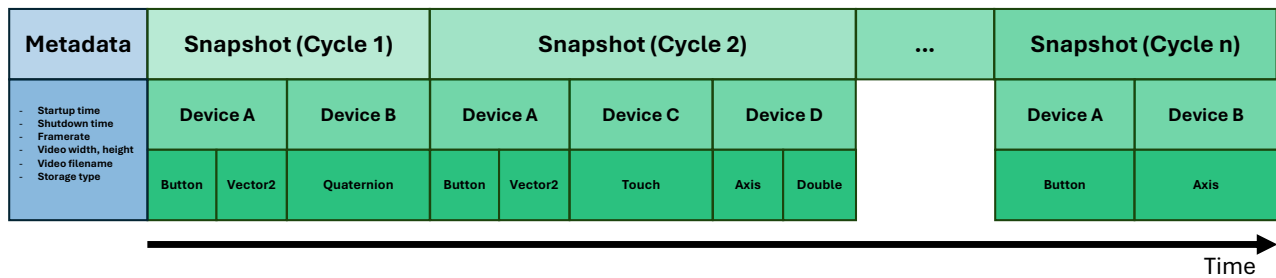 Metadata
Snapshot (Cycle 1)
Snapshot (Cycle 2)
...
Snapshot (Cycle n)
- Startup time
- Shutdown time
- Framerate
- Video width, height
- Video filename
- Storage type
Device A
Device B
Device A
Device C
Device D
Device A
Device B
Button
Vector2
Quaternion
Button
Vector2
Touch
Axis
Double
Button
Axis
Time